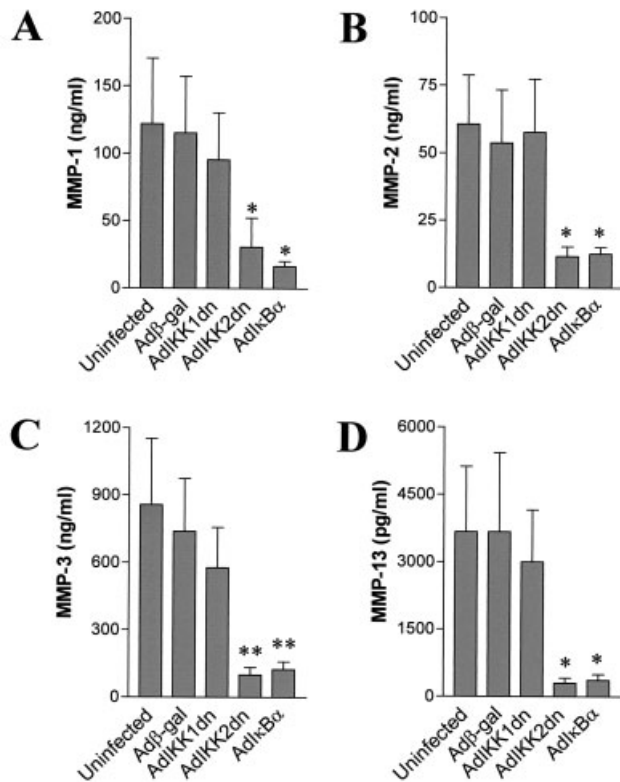 A
MMP-1 (ng/ml)
200
150
100
50
0
*
*
Uninfected
Adβ-gal
AdIKK1dn
AdIKK2dn
AdIκBα
B
MMP-2 (ng/ml)
100
75
50
25
0
*
*
Uninfected
Adβ-gal
AdIKK1dn
AdIKK2dn
AdIκBα
C
MMP-3 (ng/ml)
1200
900
600
300
0
**
**
Uninfected
Adβ-gal
AdIKK1dn
AdIKK2dn
AdIκBα
D
MMP-13 (pg/ml)
6000
4500
3000
1500
0
*
*
Uninfected
Adβ-gal
AdIKK1dn
AdIKK2dn
AdIκBα